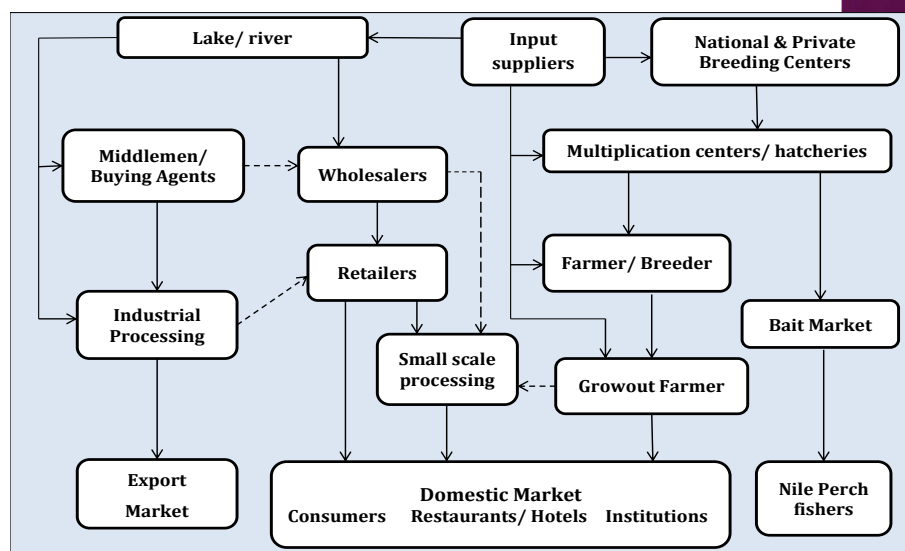 Lake/ river
Input
suppliers
National & Private
Breeding Centers
Middlemen/
Buying Agents
Wholesalers
Multiplication centers/ hatcheries
Retailers
Farmer/ Breeder
Industrial
Processing
Bait Market
Small scale
processing
Growout Farmer
Export
Market
Domestic Market
Consumers Restaurants/ Hotels Institutions
Nile Perch
fishers